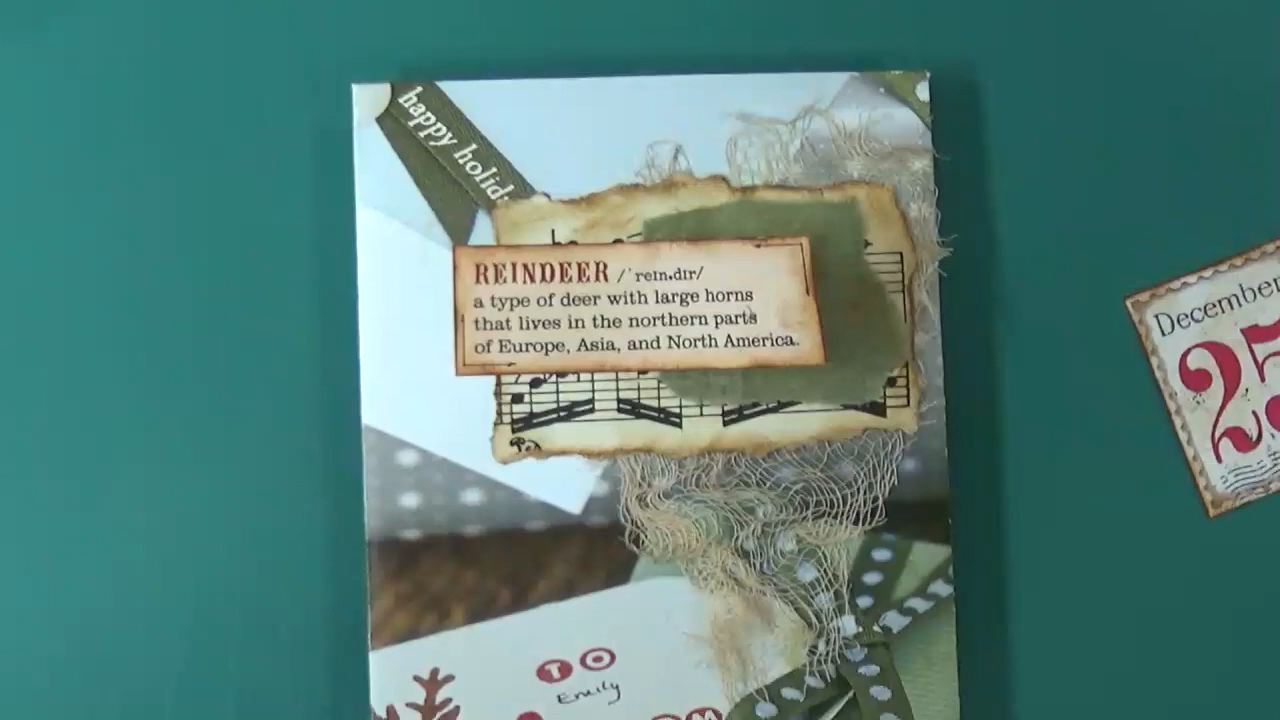 happy holid
REINDEER /ˈrein.dɪr/
a type of deer with large horns
that lives in the northern parts
of Europe, Asia, and North America.
December
25
TO
Emily